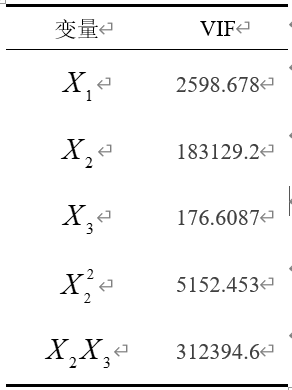 变量 VIF
X₁ 2598.678
X₂ 183129.2
X₃ 176.6087
X₂² 5152.453
X₂X₃ 312394.6